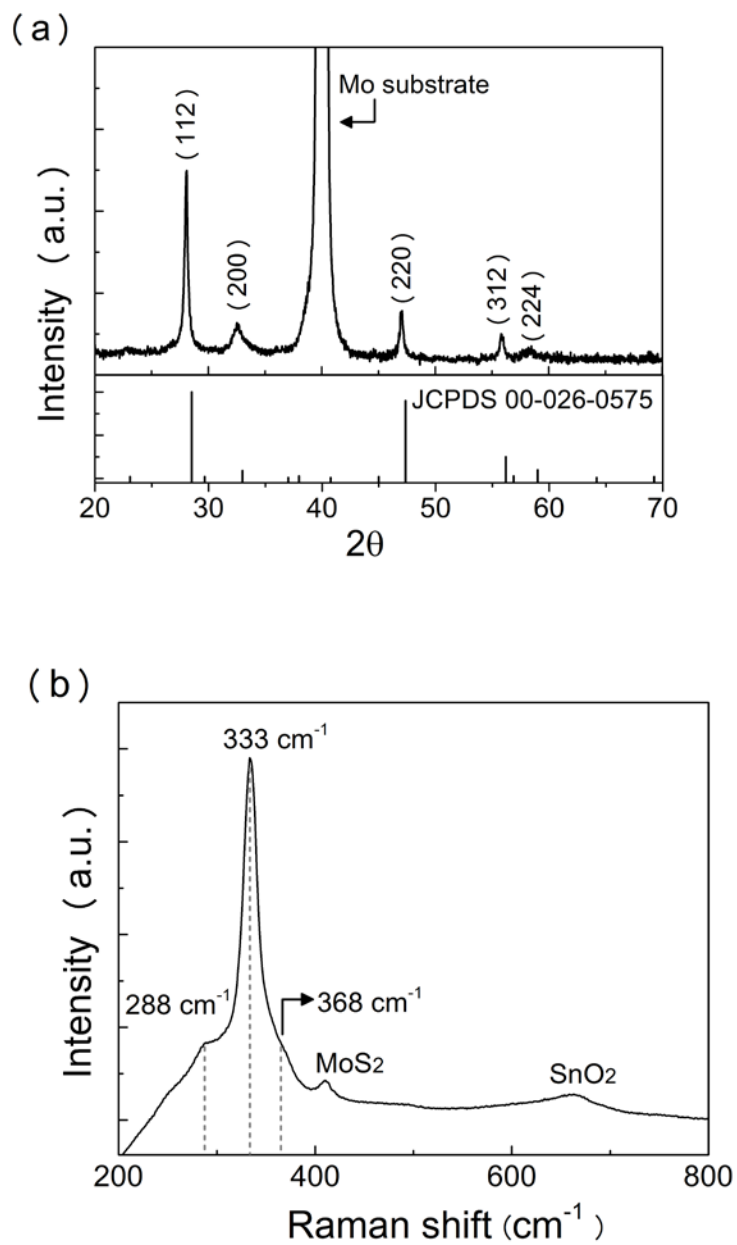 (a)
Mo substrate
(112)
(200)
(220)
(312)
(224)
Intensity (a.u.)
JCPDS 00-026-0575
20 30 40 50 60 70
2θ
(b)
333 cm-1
288 cm-1
368 cm-1
MoS2
SnO2
Intensity (a.u.)
200 400 600 800
Raman shift (cm-1)